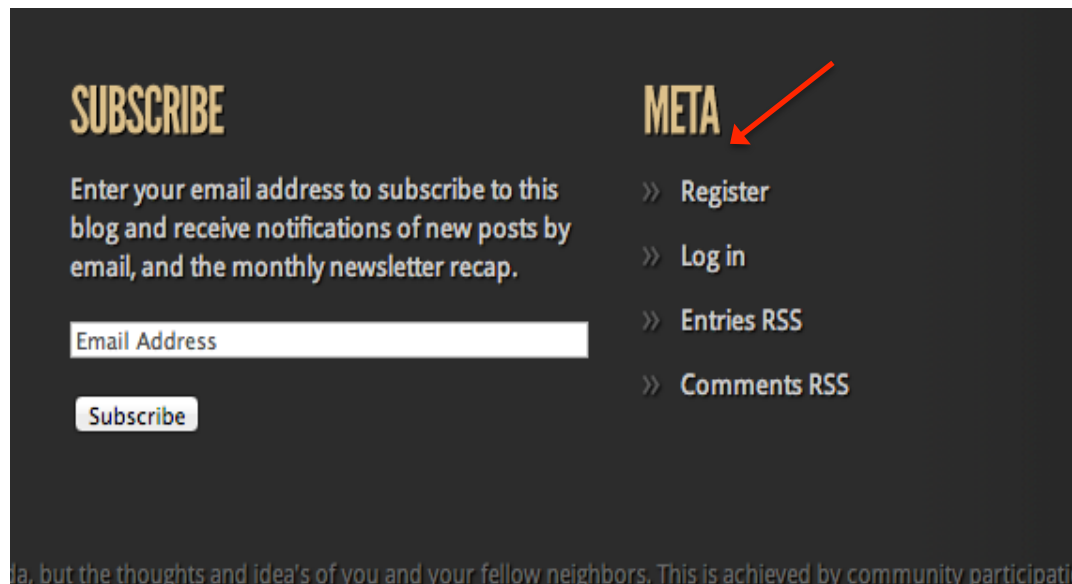 SUBSCRIBE
Enter your email address to subscribe to this
blog and receive notifications of new posts by
email, and the monthly newsletter recap.
Email Address
Subscribe
META
» Register
» Log in
» Entries RSS
» Comments RSS
da, but the thoughts and idea's of you and your fellow neighbors. This is achieved by community participati